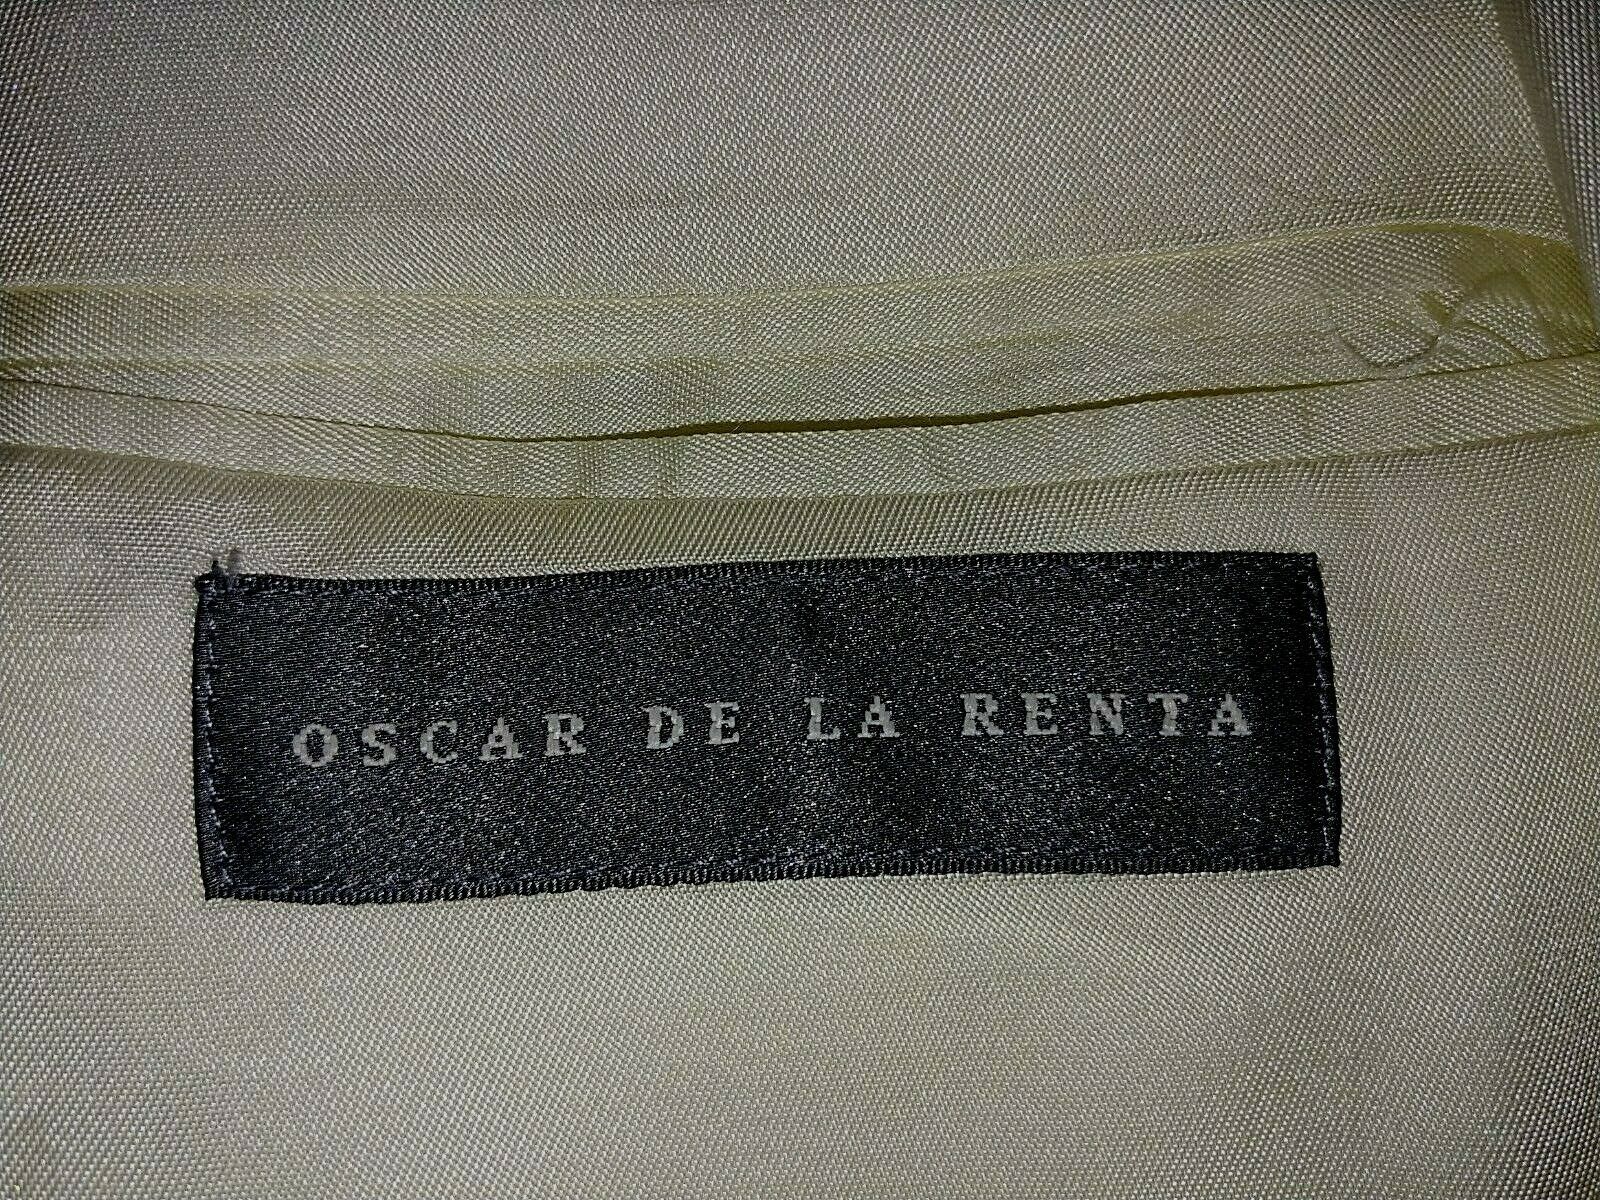 OSCAR DE LA RENTA